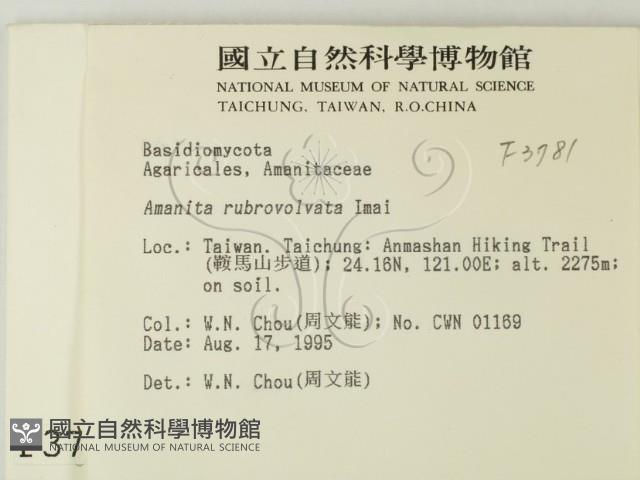 國立自然科學博物館
NATIONAL MUSEUM OF NATURAL SCIENCE
TAICHUNG, TAIWAN, R.O.CHINA
F3781
Basidiomycota
Agaricales, Amanitaceae
Amanita rubrovolvata Imai
Loc.: Taiwan. Taichung: Anmashan Hiking Trail
(鞍馬山步道); 24.16N, 121.00E; alt. 2275m;
on soil.
Col.: W.N. Chou(周文能); No. CWN 01169
Date: Aug. 17, 1995
Det.: W.N. Chou(周文能)
國立自然科學博物館
NATIONAL MUSEUM OF NATURAL SCIENCE